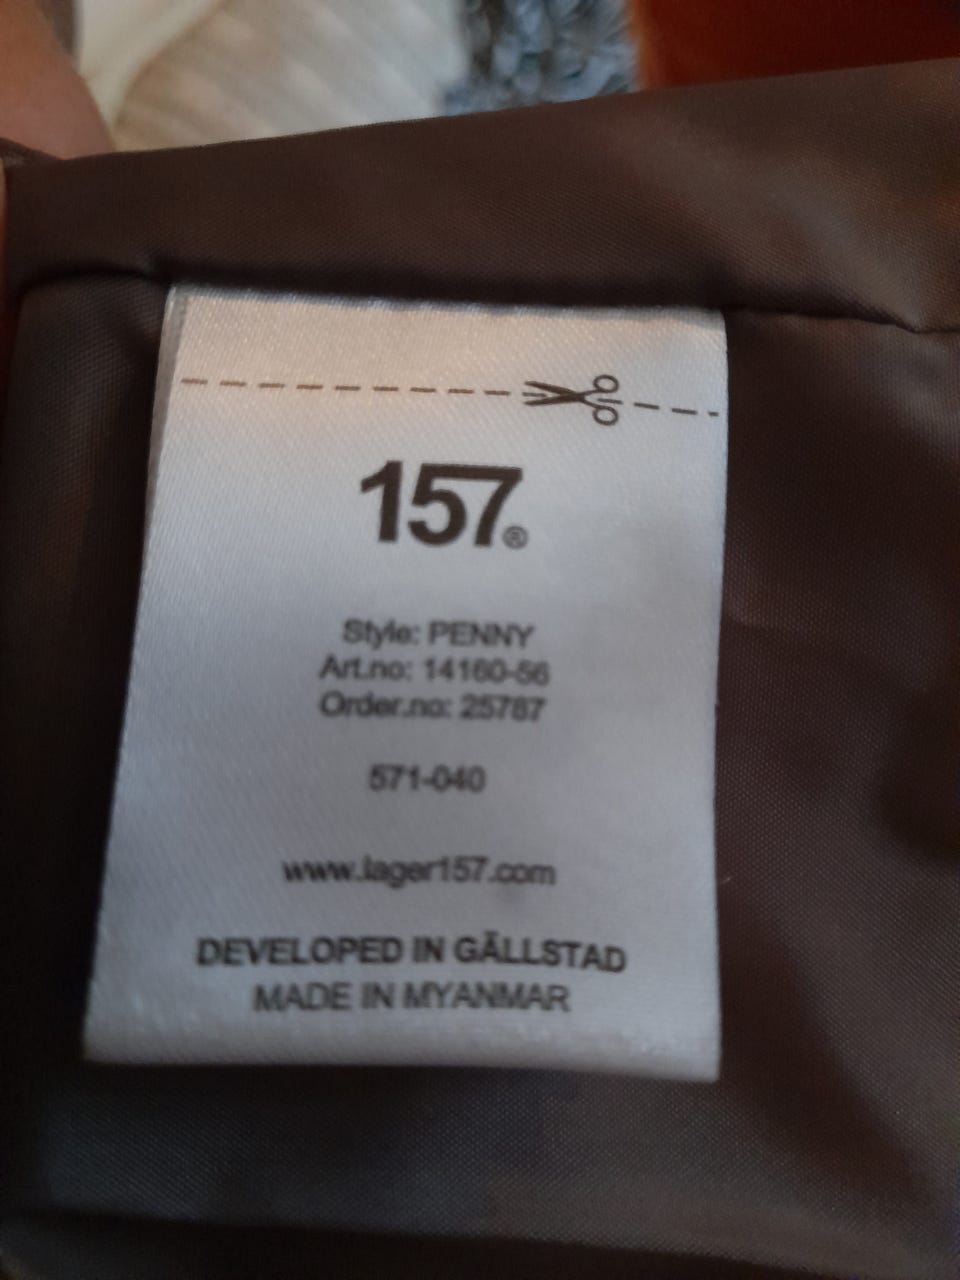 157®
Style: PENNY
Art.no: 14160-56
Order.no: 25787
571-040
www.lager157.com
DEVELOPED IN GÄLLSTAD
MADE IN MYANMAR